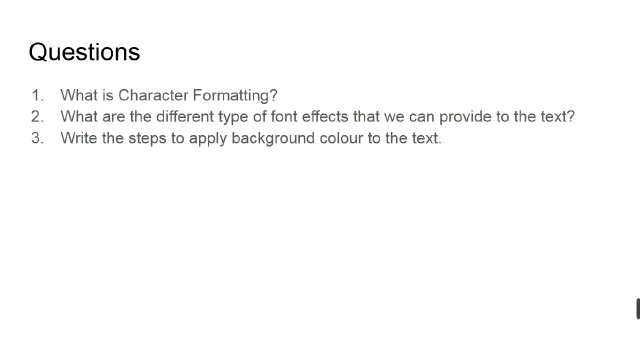 Questions
1. What is Character Formatting?
2. What are the different type of font effects that we can provide to the text?
3. Write the steps to apply background colour to the text.